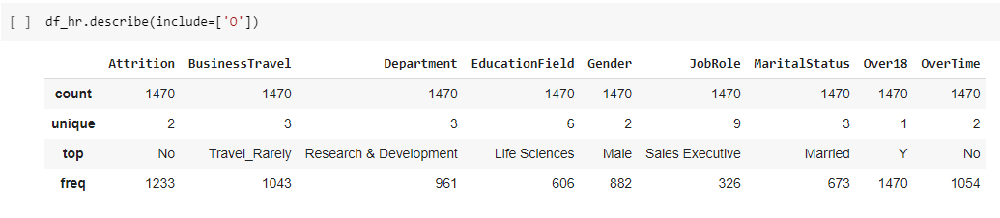 [ ] df_hr.describe(include=['O'])
Attrition BusinessTravel Department EducationField Gender JobRole MaritalStatus Over18 OverTime
count 1470 1470 1470 1470 1470 1470 1470 1470 1470
unique 2 3 3 6 2 9 3 1 2
top No Travel_Rarely Research & Development Life Sciences Male Sales Executive Married Y No
freq 1233 1043 961 606 882 326 673 1470 1054